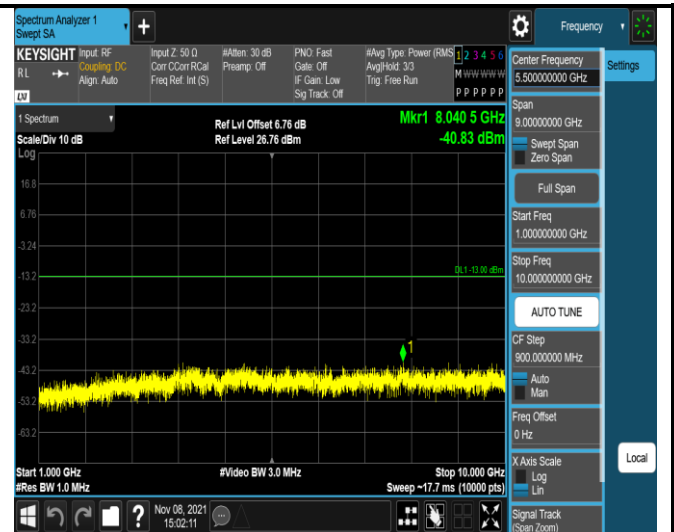 Spectrum Analyzer 1
Swept SA
+
Frequency
KEYSIGHT
RL
LXI
Input: RF
Coupling: DC
Align: Auto
Input Z: 50 Ω
Corr CCorr RCal
Freq Ref: Int (S)
#Atten: 30 dB
Preamp: Off
PNO: Fast
Gate: Off
IF Gain: Low
Sig Track: Off
#Avg Type: Power (RMS
Avg|Hold: 3/3
Trig: Free Run
1 2 3 4 5 6
M W W W W W
P P P P P P
1 Spectrum
Scale/Div 10 dB
Log
Ref Lvl Offset 6.76 dB
Ref Level 26.76 dBm
Mkr1 8.040 5 GHz
-40.83 dBm
16.8
6.76
-3.24
-13.2
DL1 -13.00 dBm
-23.2
-33.2
1
-43.2
-53.2
-63.2
Start 1.000 GHz
#Res BW 1.0 MHz
#Video BW 3.0 MHz
Stop 10.000 GHz
Sweep ~17.7 ms (10000 pts)
Nov 08, 2021
15:02:11
Center Frequency
5.500000000 GHz
Settings
Span
9.00000000 GHz
Swept Span
Zero Span
Full Span
Start Freq
1.000000000 GHz
Stop Freq
10.000000000 GHz
AUTO TUNE
CF Step
900.000000 MHz
Auto
Man
Freq Offset
0 Hz
X Axis Scale
Log
Lin
Local
Signal Track
(Span Zoom)